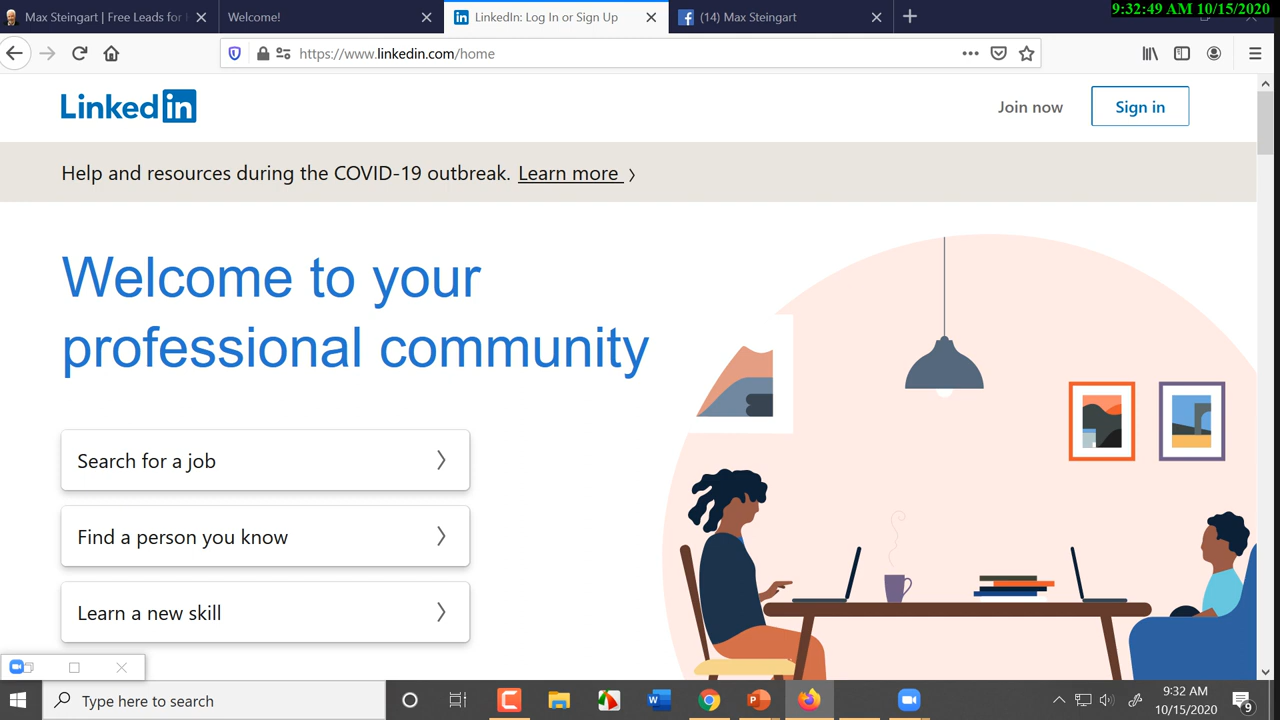 Max Steingart | Free Leads for
Welcome!
LinkedIn: Log In or Sign Up
(14) Max Steingart
9:32:49 AM 10/15/2020
https://www.linkedin.com/home
Linkedin
Join now
Sign in
Help and resources during the COVID-19 outbreak. Learn more
Welcome to your
professional community
Search for a job
Find a person you know
Learn a new skill
Type here to search
9:32 AM
10/15/2020
9